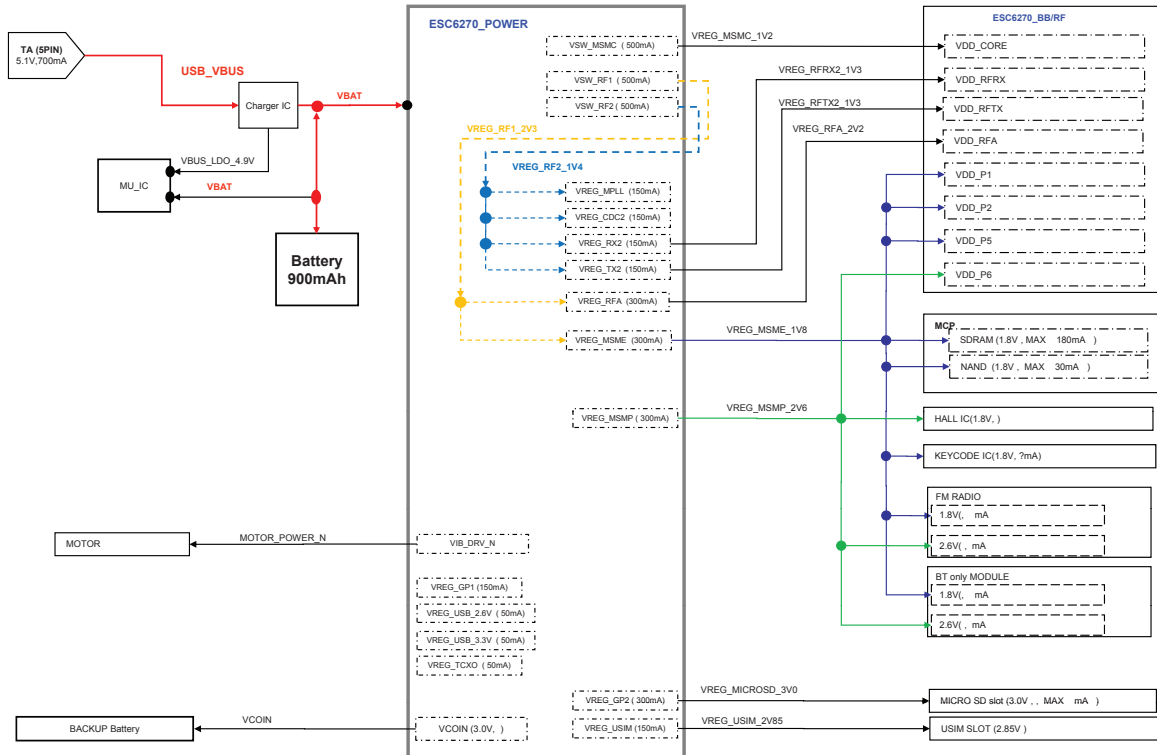 ESC6270_POWER
ESC6270_BB/RF
TA (5PIN)
5.1V,700mA
USB_VBUS
Charger IC
VBAT
VBUS_LDO_4.9V
MU_IC
VBAT
Battery
900mAh
VSW_MSMC ( 500mA)
VSW_RF1 ( 500mA)
VSW_RF2 ( 500mA)
VREG_RF1_2V3
VREG_RF2_1V4
VREG_MPLL (150mA)
VREG_CDC2 (150mA)
VREG_RX2 (150mA)
VREG_TX2 (150mA)
VREG_RFA (300mA)
VREG_MSME (300mA)
VREG_MSMP ( 300mA)
VREG_MSMC_1V2
VREG_RFRX2_1V3
VREG_RFTX2_1V3
VREG_RFA_2V2
VREG_MSME_1V8
VREG_MSMP_2V6
VDD_CORE
VDD_RFRX
VDD_RFTX
VDD_RFA
VDD_P1
VDD_P2
VDD_P5
VDD_P6
MCP
SDRAM (1.8V , MAX 180mA )
NAND (1.8V , MAX 30mA )
HALL IC(1.8V, )
KEYCODE IC(1.8V, ?mA)
FM RADIO
1.8V(, mA
2.6V( , mA
BT only MODULE
1.8V(, mA
2.6V( , mA
MOTOR
MOTOR_POWER_N
VIB_DRV_N
VREG_GP1 (150mA)
VREG_USB_2.6V ( 50mA)
VREG_USB_3.3V ( 50mA)
VREG_TCXO ( 50mA)
VREG_GP2 ( 300mA)
VREG_MICROSD_3V0
MICRO SD slot (3.0V , , MAX mA )
BACKUP Battery
VCOIN
VCOIN (3.0V, )
VREG_USIM (150mA)
VREG_USIM_2V85
USIM SLOT (2.85V )